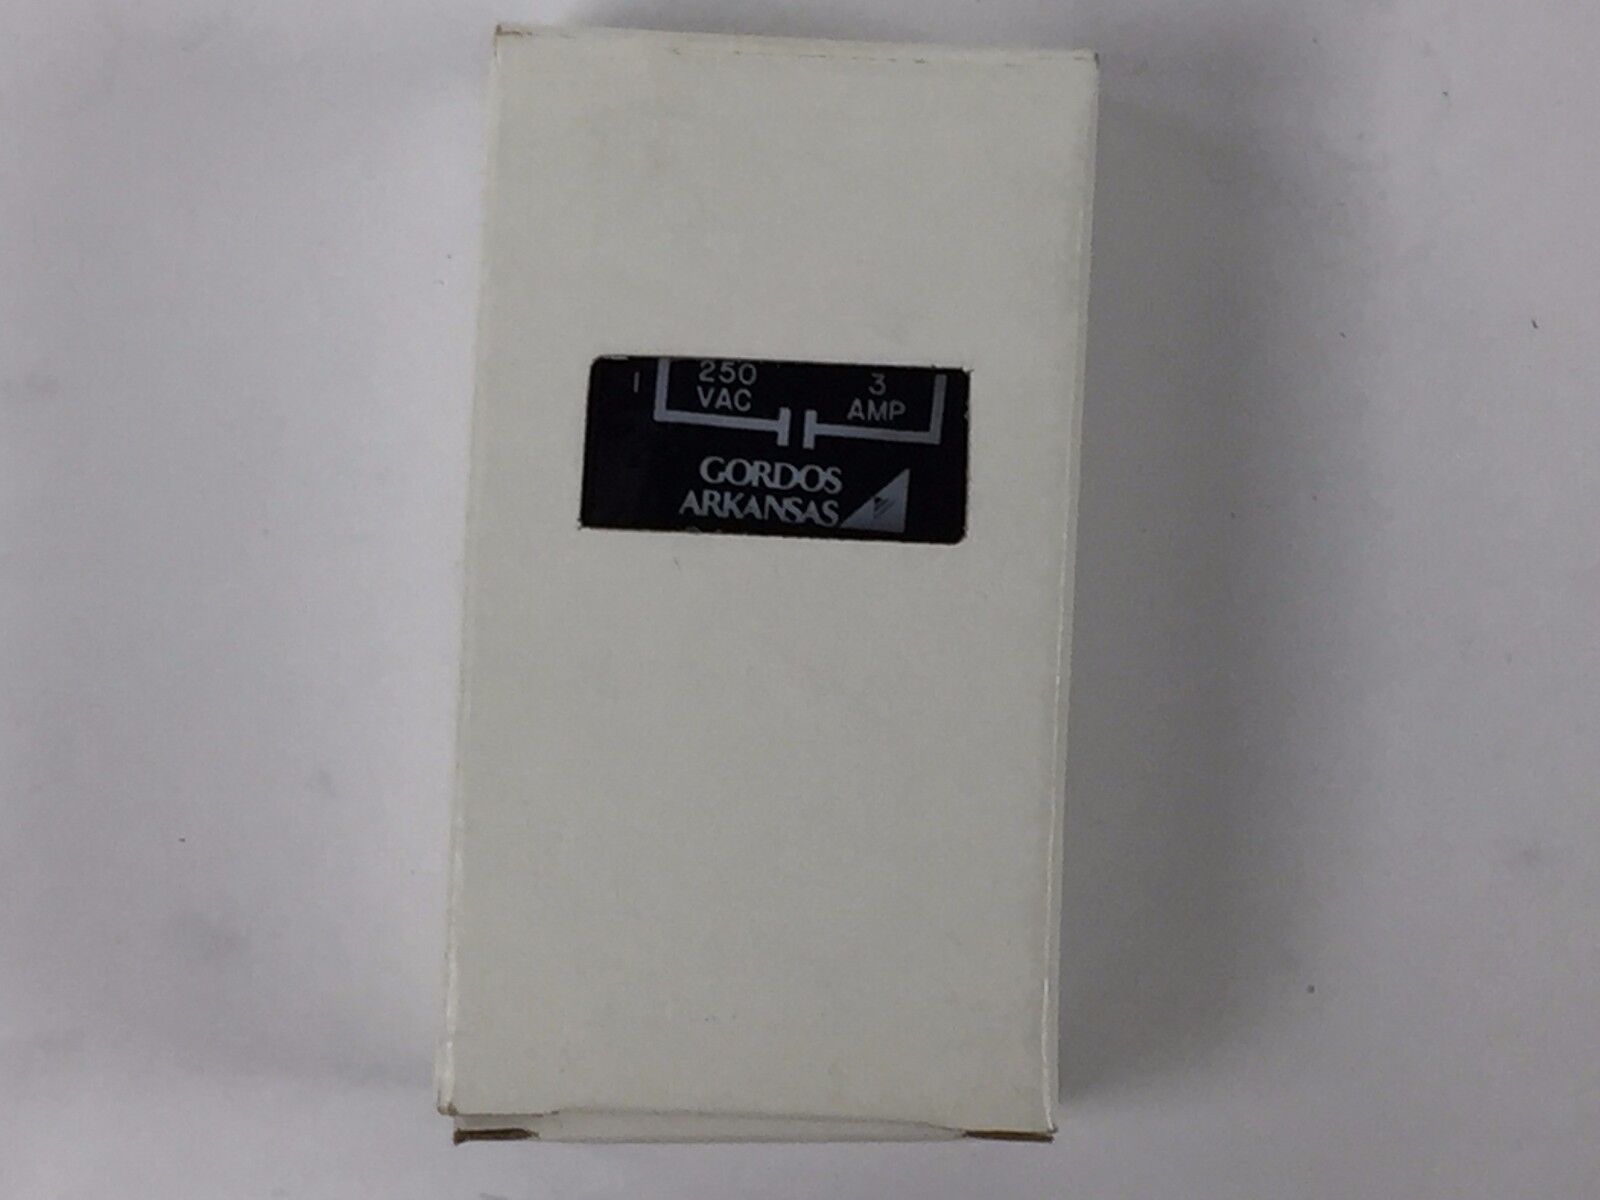 1 250 3
VAC AMP
GORDOS
ARKANSAS